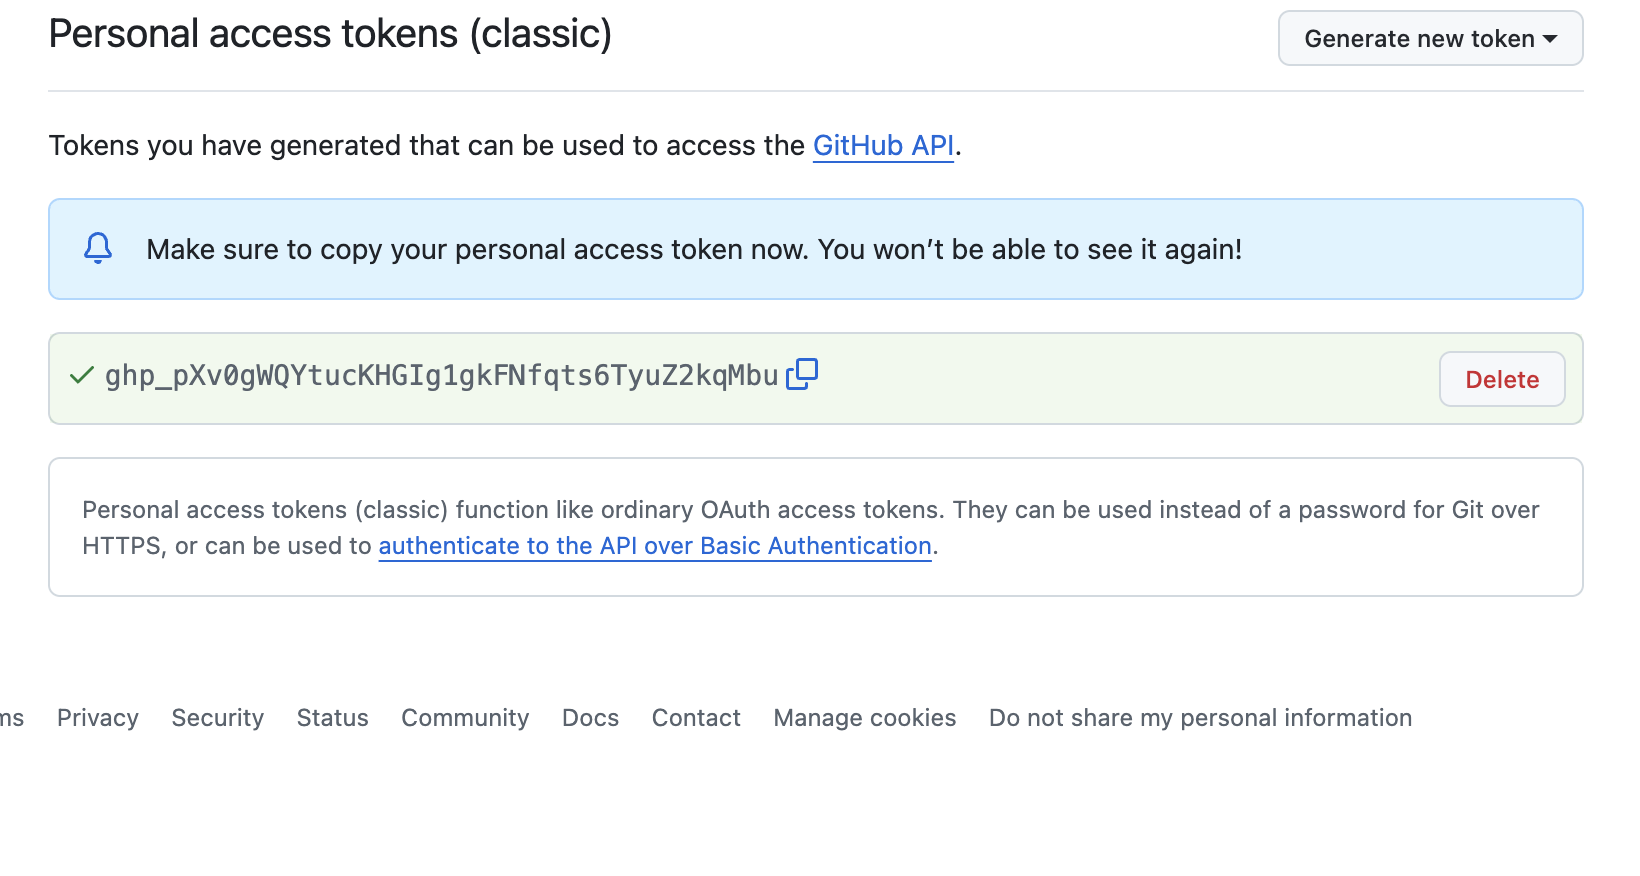 Personal access tokens (classic)
Generate new token
Tokens you have generated that can be used to access the GitHub API.
Make sure to copy your personal access token now. You won’t be able to see it again!
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
Delete
Personal access tokens (classic) function like ordinary OAuth access tokens. They can be used instead of a password for Git over
HTTPS, or can be used to authenticate to the API over Basic Authentication.
ms Privacy Security Status Community Docs Contact Manage cookies Do not share my personal information